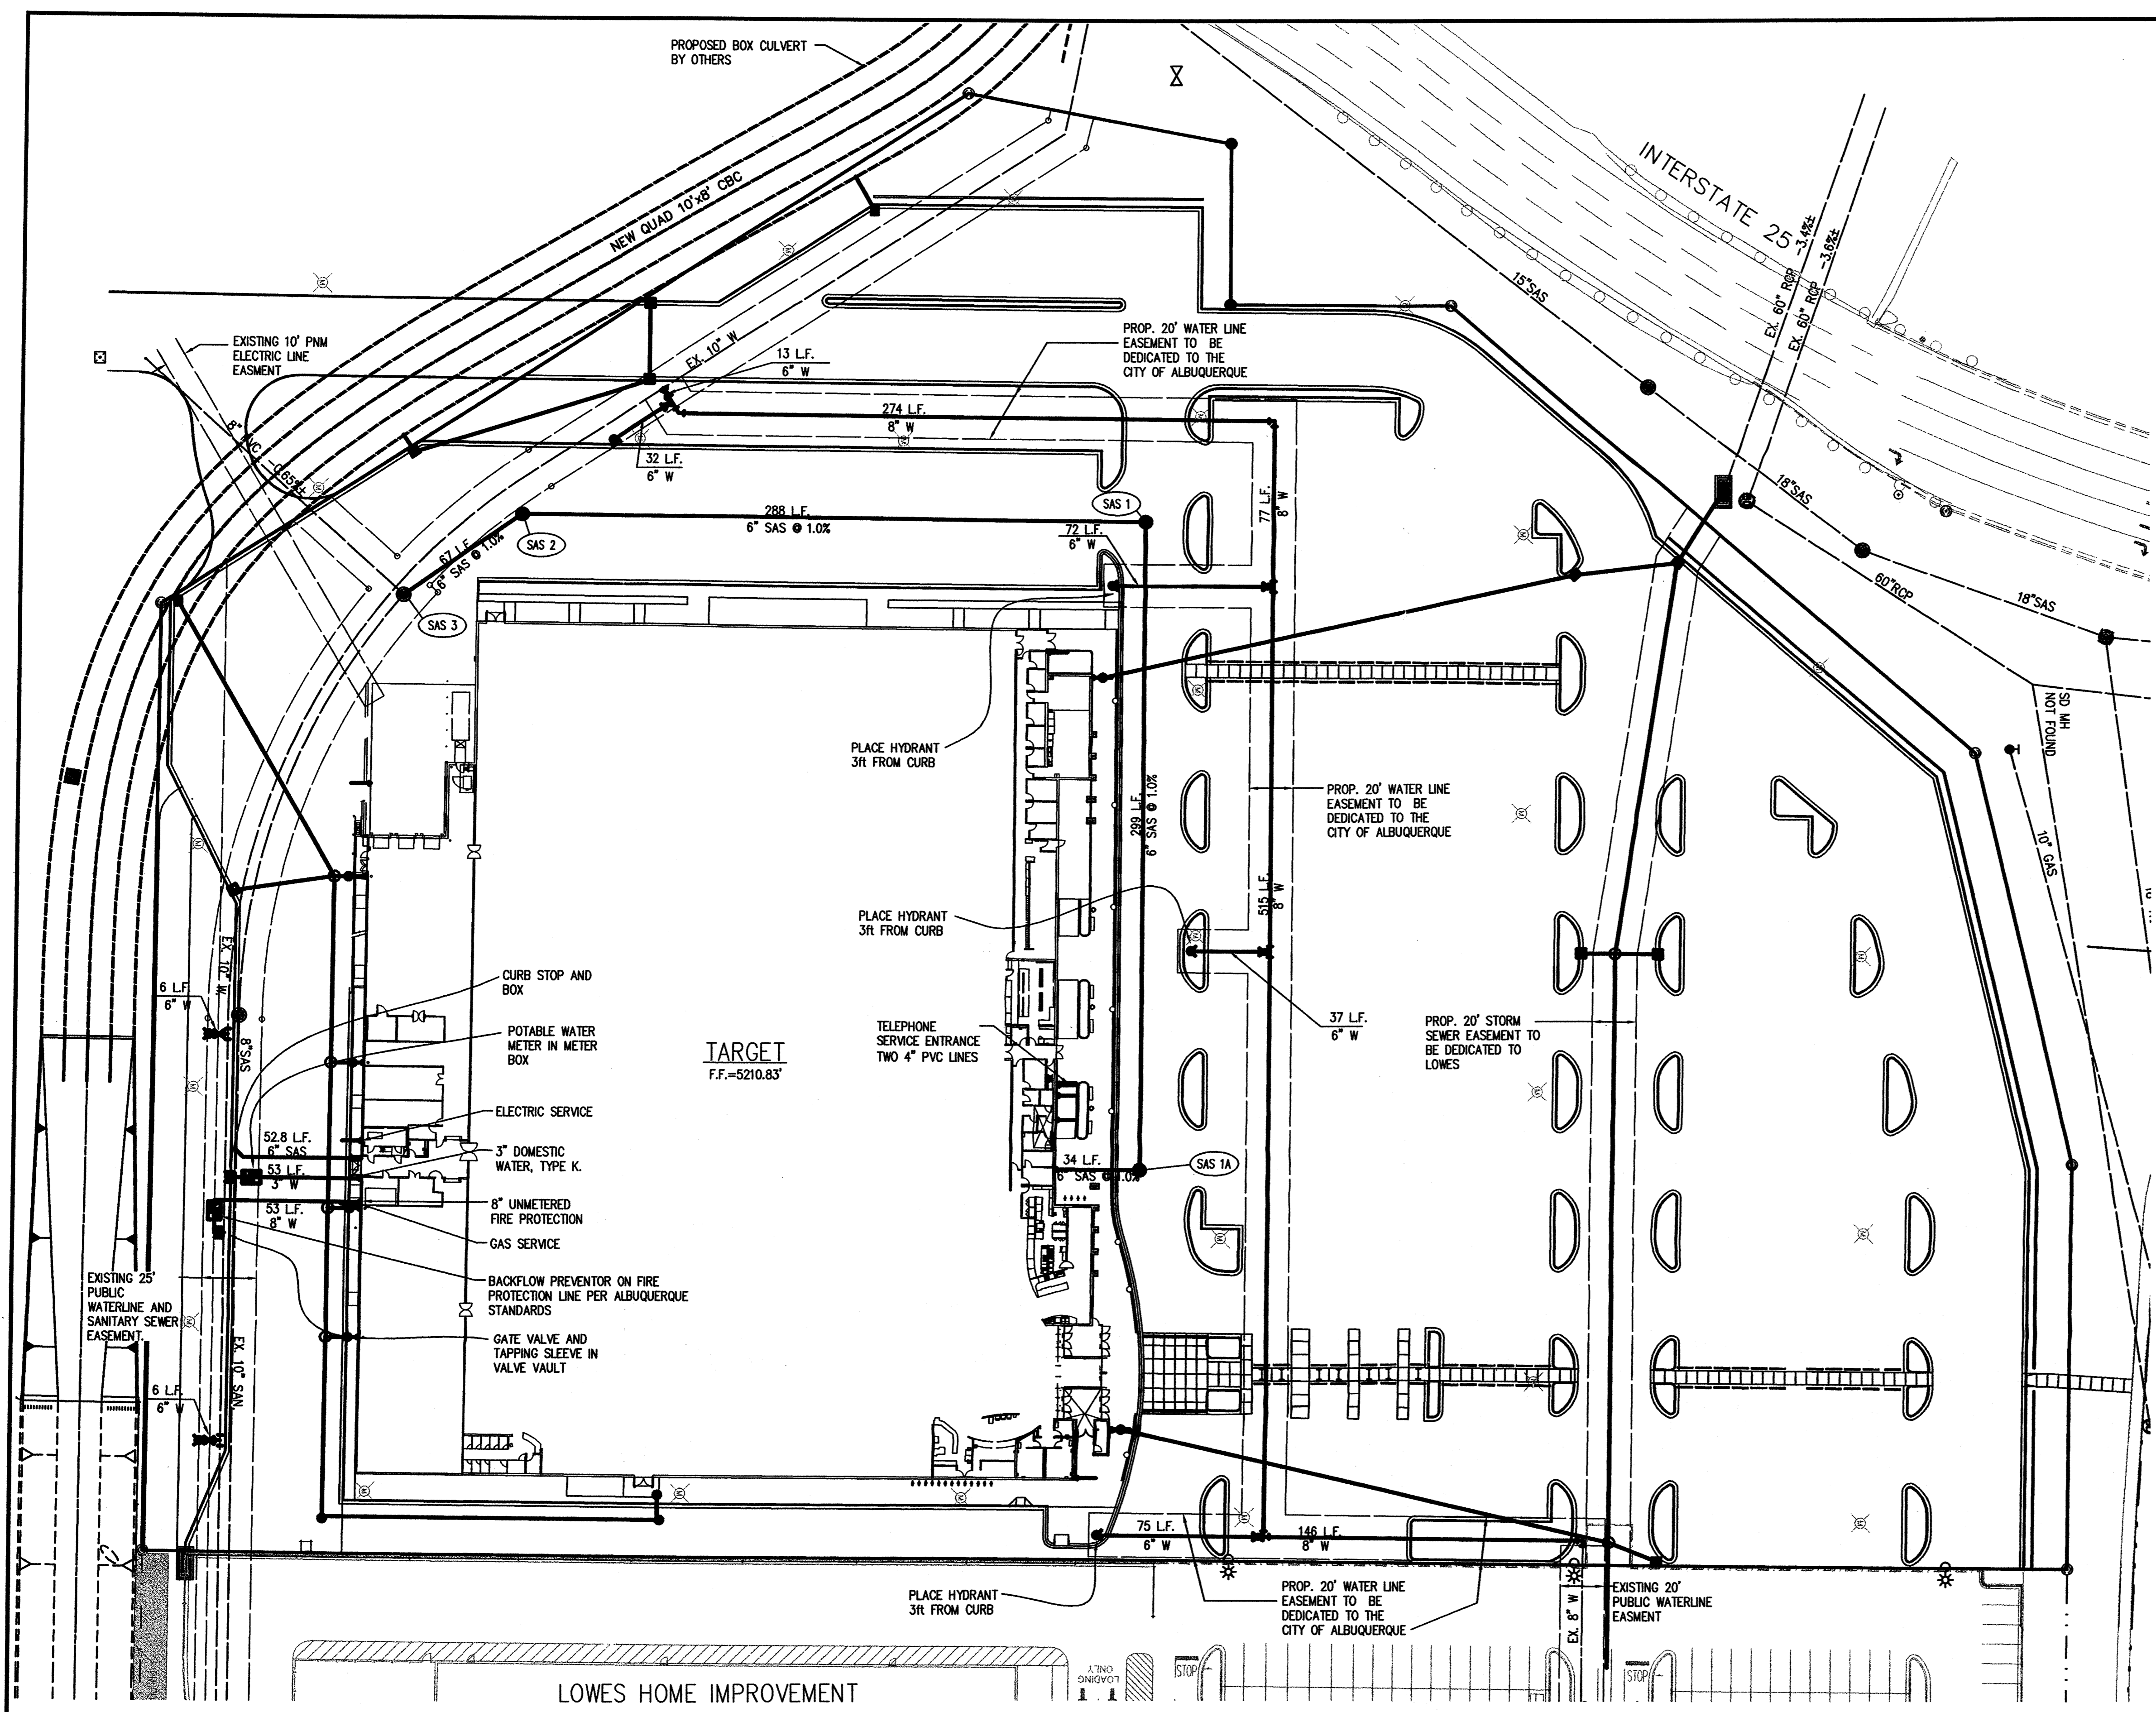 PROPOSED BOX CULVERT
BY OTHERS
NEW QUAD 10'x8' CBC
INTERSTATE 25
EX. 60" RCP -3.4%±
EX. 60" RCP -3.6%±
15"SAS
EXISTING 10' PNM
ELECTRIC LINE
EASMENT
EX. 10" W
13 L.F.
6" W
PROP. 20' WATER LINE
EASEMENT TO BE
DEDICATED TO THE
CITY OF ALBUQUERQUE
274 L.F.
8" W
32 L.F.
6" W
77 L.F.
8" W
18"SAS
60"RCP
18"SAS
SAS 1
288 L.F.
6" SAS @ 1.0%
72 L.F.
6" W
SAS 2
67 L.F.
6" SAS @ 1.0%
SAS 3
SD MH
NOT FOUND
10" GAS
PLACE HYDRANT
3ft FROM CURB
299 L.F.
6" SAS @ 1.0%
PROP. 20' WATER LINE
EASEMENT TO BE
DEDICATED TO THE
CITY OF ALBUQUERQUE
515 L.F.
8" W
PLACE HYDRANT
3ft FROM CURB
EX. 10" W.
CURB STOP AND
BOX
6 L.F.
6" W
8"SAS
POTABLE WATER
METER IN METER
BOX
TARGET
F.F.=5210.83'
TELEPHONE
SERVICE ENTRANCE
TWO 4" PVC LINES
37 L.F.
6" W
PROP. 20' STORM
SEWER EASEMENT TO
BE DEDICATED TO
LOWES
ELECTRIC SERVICE
52.8 L.F.
6" SAS
53 L.F.
3" W
3" DOMESTIC
WATER, TYPE K.
34 L.F.
6" SAS @ 1.0%
SAS 1A
53 L.F.
8" W
8" UNMETERED
FIRE PROTECTION
GAS SERVICE
EXISTING 25'
PUBLIC
WATERLINE AND
SANITARY SEWER
EASEMENT.
BACKFLOW PREVENTOR ON FIRE
PROTECTION LINE PER ALBUQUERQUE
STANDARDS
GATE VALVE AND
TAPPING SLEEVE IN
VALVE VAULT
EX. 10" SAN.
6 L.F.
6" W
75 L.F.
6" W
146 L.F.
8" W
PLACE HYDRANT
3ft FROM CURB
PROP. 20' WATER LINE
EASEMENT TO BE
DEDICATED TO THE
CITY OF ALBUQUERQUE
EX. 8" W
EXISTING 20'
PUBLIC WATERLINE
EASMENT
LOADING
ONLY
STOP
STOP
LOWES HOME IMPROVEMENT